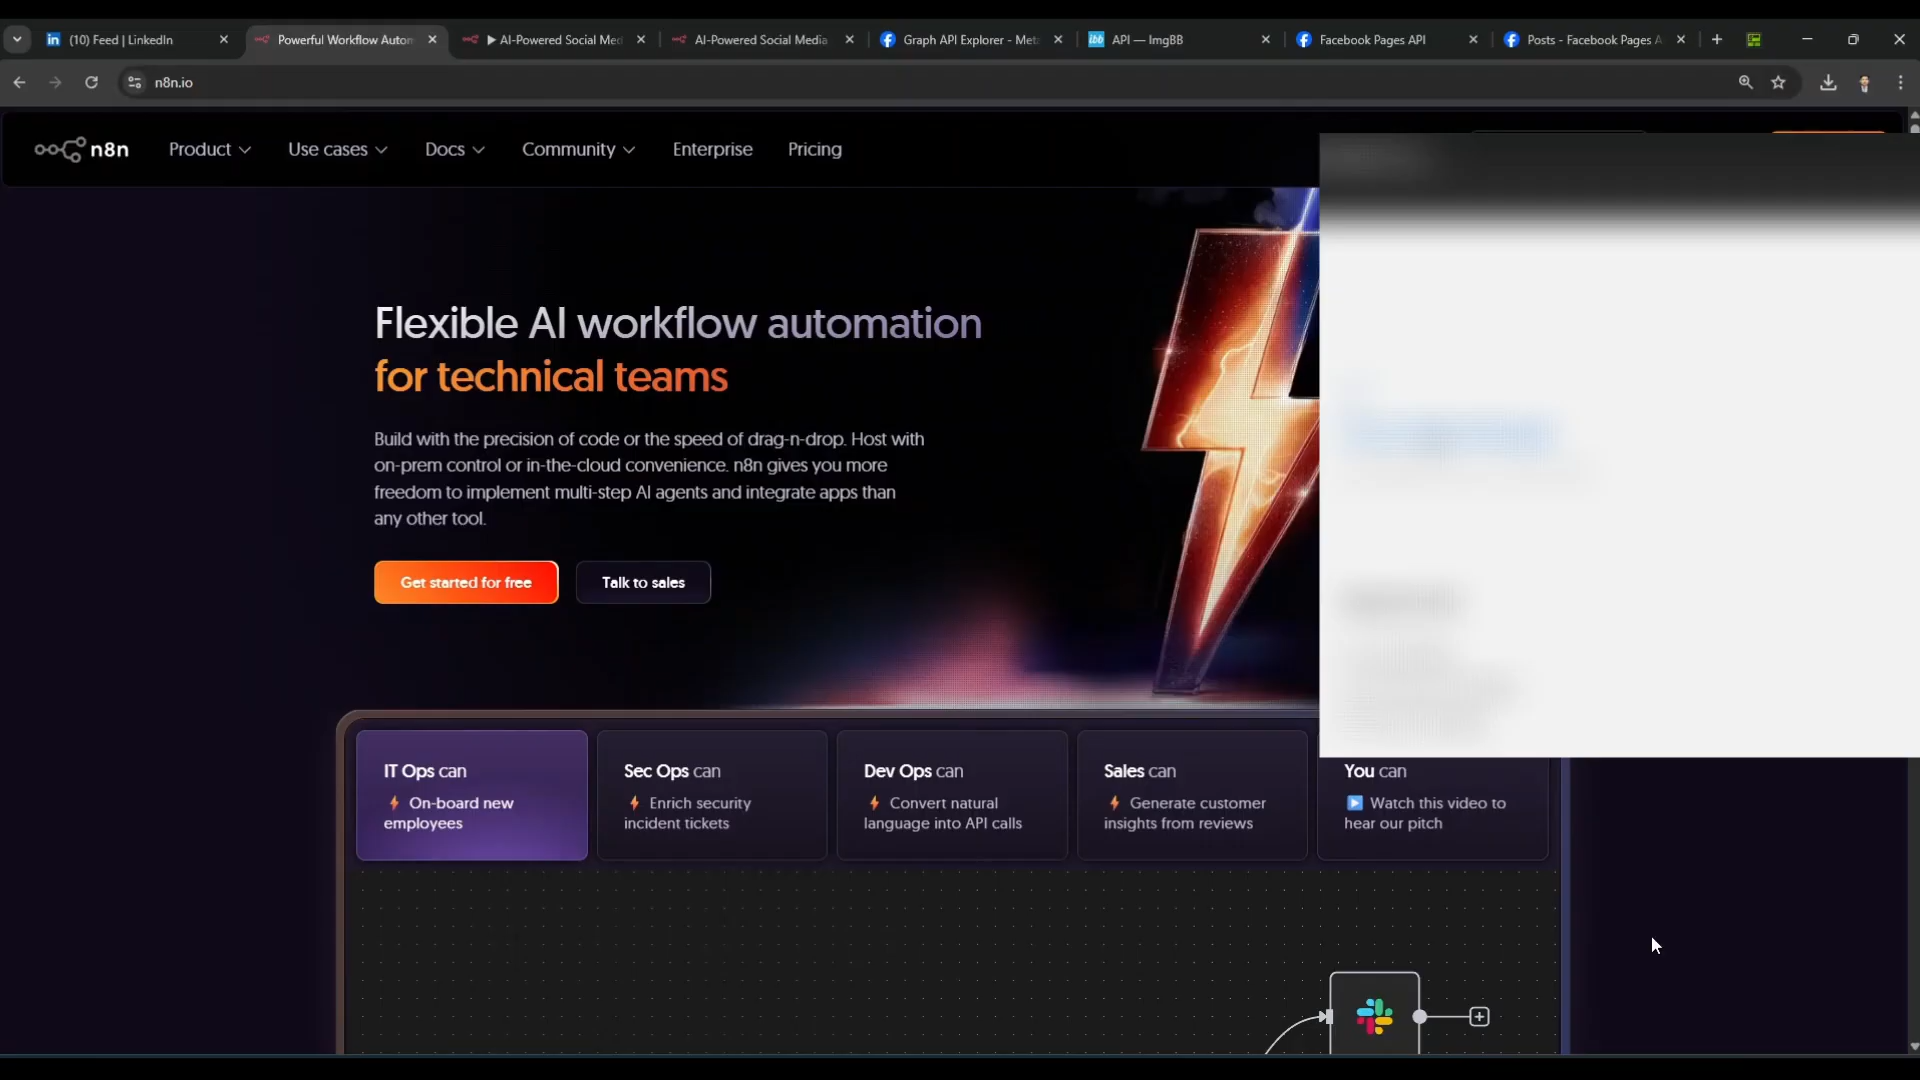 (10) Feed | LinkedIn
Powerful Workflow Autom
▶ AI-Powered Social Med
AI-Powered Social Media
Graph API Explorer - Meta
API — ImgBB
Facebook Pages API
Posts - Facebook Pages A
n8n.io
n8n
Product
Use cases
Docs
Community
Enterprise
Pricing
Flexible AI workflow automation
for technical teams
Build with the precision of code or the speed of drag-n-drop. Host with
on-prem control or in-the-cloud convenience. n8n gives you more
freedom to implement multi-step AI agents and integrate apps than
any other tool.
Get started for free
Talk to sales
IT Ops can
On-board new
employees
Sec Ops can
Enrich security
incident tickets
Dev Ops can
Convert natural
language into API calls
Sales can
Generate customer
insights from reviews
You can
Watch this video to
hear our pitch